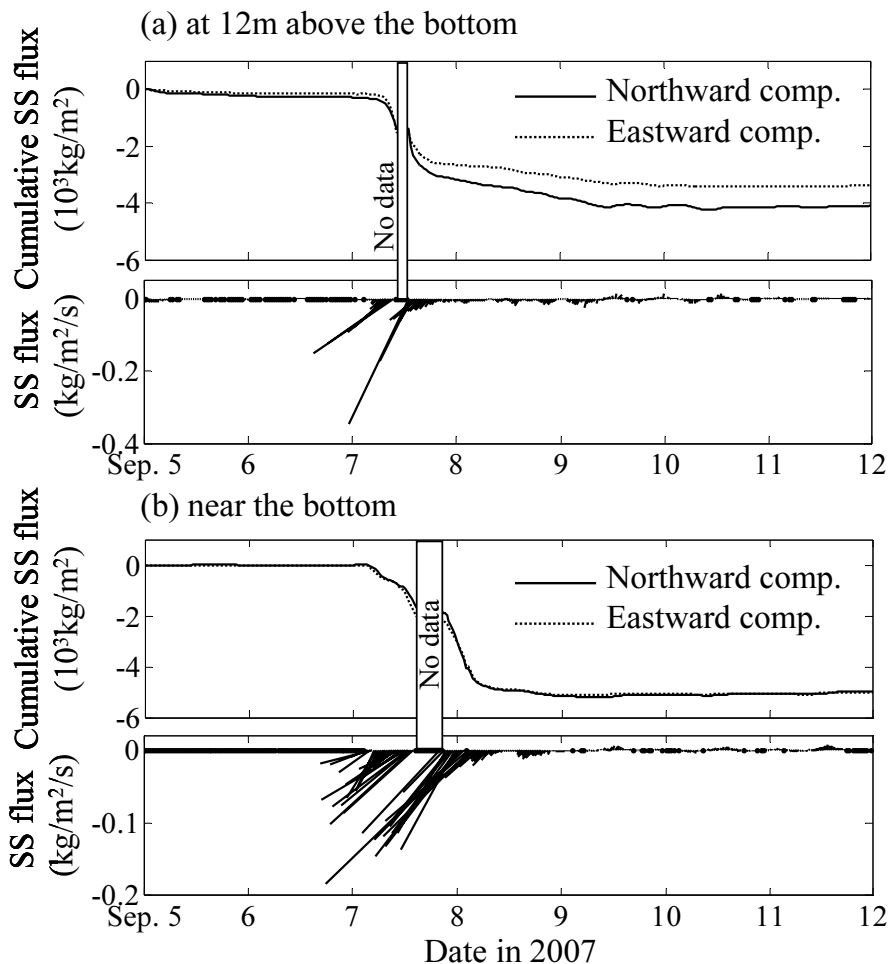 (a) at 12m above the bottom
Cumulative SS flux
(10³kg/m²)
0
-2
-4
-6
Northward comp.
Eastward comp.
No data
SS flux
(kg/m²/s)
0
-0.2
-0.4
Sep. 5
6
7
8
9
10
11
12
(b) near the bottom
Cumulative SS flux
(10³kg/m²)
0
-2
-4
-6
Northward comp.
Eastward comp.
No data
SS flux
(kg/m²/s)
0
-0.1
-0.2
Sep. 5
6
7
8
9
10
11
12
Date in 2007